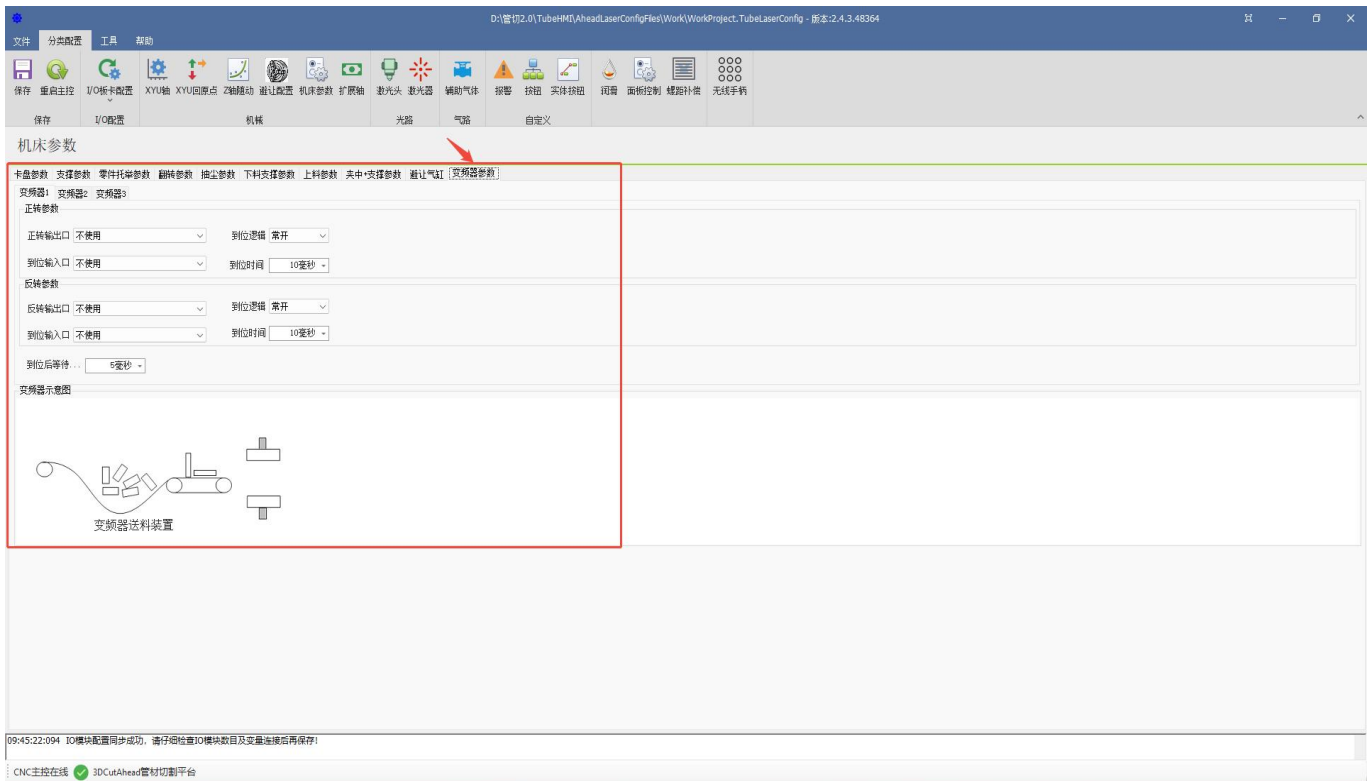 D:\管切2.0\TubeHMI\AheadLaserConfigFiles\Work\WorkProject.TubeLaserConfig - 版本:2.4.3.48364
文件 分类配置 工具 帮助
保存 重启主控 I/O板卡配置 XYU轴 XYU回原点 Z轴随动 避让配置 机床参数 扩展轴 激光头 激光器 辅助气体 报警 按钮 实体按钮 润滑 面板控制 螺距补偿 无线手柄
保存 I/O配置 机械 光路 气路 自定义
机床参数
卡盘参数 支撑参数 零件托举参数 翻转参数 抽尘参数 下料支撑参数 上料参数 夹中+支撑参数 避让气缸 变频器参数
变频器1 变频器2 变频器3
正转参数
正转输出口 不使用 到位逻辑 常开
到位输入口 不使用 到位时间 10毫秒
反转参数
反转输出口 不使用 到位逻辑 常开
到位输入口 不使用 到位时间 10毫秒
到位后等待... 5毫秒
变频器示意图
变频器送料装置
09:45:22:094 IO模块配置同步成功, 请仔细检查IO模块数目及变量连接后再保存!
CNC主控在线 3DCutAhead管材切割平台